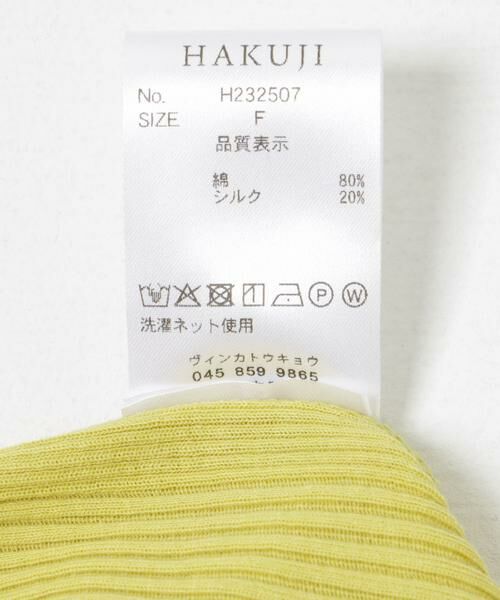 HAKUJI
No. H232507
SIZE F
品質表示
綿 80%
シルク 20%
P W
洗濯ネット使用
ヴィンカトウキョウ
045 859 9865